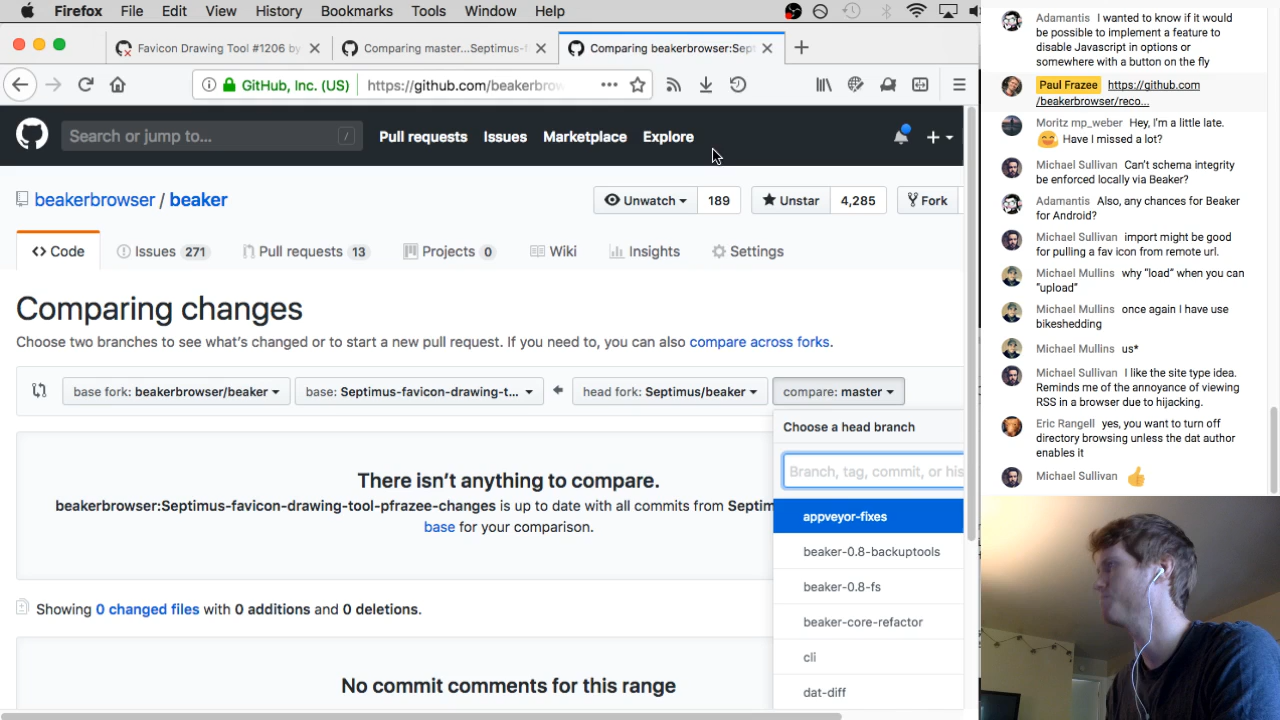 Firefox File Edit View History Bookmarks Tools Window Help
Favicon Drawing Tool #1206 by
Comparing master...Septimus-
Comparing beakerbrowser:Sep
GitHub, Inc. (US) https://github.com/beakerbrow
Search or jump to... /
Pull requests Issues Marketplace Explore
beakerbrowser / beaker
Unwatch 189 Unstar 4,285 Fork
Code Issues 271 Pull requests 13 Projects 0 Wiki Insights Settings
Comparing changes
Choose two branches to see what's changed or to start a new pull request. If you need to, you can also compare across forks.
base fork: beakerbrowser/beaker base: Septimus-favicon-drawing-t... head fork: Septimus/beaker compare: master
Choose a head branch
Branch, tag, commit, or his
appveyor-fixes
beaker-0.8-backuptools
beaker-0.8-fs
beaker-core-refactor
cli
dat-diff
There isn't anything to compare.
beakerbrowser:Septimus-favicon-drawing-tool-pfrazee-changes is up to date with all commits from Septim
base for your comparison.
Showing 0 changed files with 0 additions and 0 deletions.
No commit comments for this range
Adamantis I wanted to know if it would
be possible to implement a feature to
disable Javascript in options or
somewhere with a button on the fly
Paul Frazee https://github.com
/beakerbrowser/reco...
Moritz mp_weber Hey, I'm a little late.
Have I missed a lot?
Michael Sullivan Can't schema integrity
be enforced locally via Beaker?
Adamantis Also, any chances for Beaker
for Android?
Michael Sullivan import might be good
for pulling a fav icon from remote url.
Michael Mullins why "load" when you can
"upload"
Michael Mullins once again I have use
bikeshedding
Michael Mullins us*
Michael Sullivan I like the site type idea.
Reminds me of the annoyance of viewing
RSS in a browser due to hijacking.
Eric Rangell yes, you want to turn off
directory browsing unless the dat author
enables it
Michael Sullivan